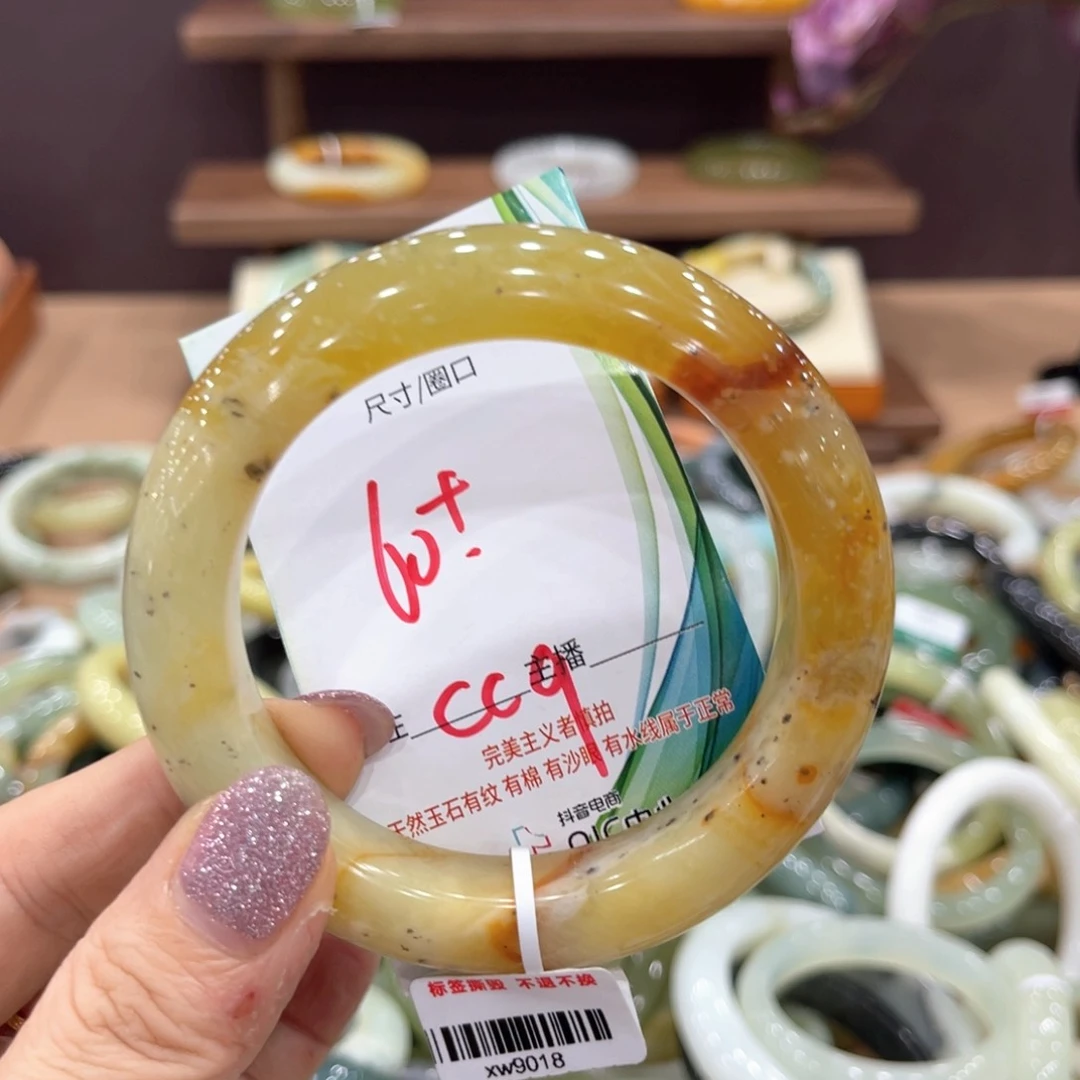 尺寸/圈口
60+
主播
cc9
完美主义者慎拍
天然玉石有纹 有棉 有沙眼 有水线属于正常
抖音电商
QIC
标签撕毁 不退不换
xw9018